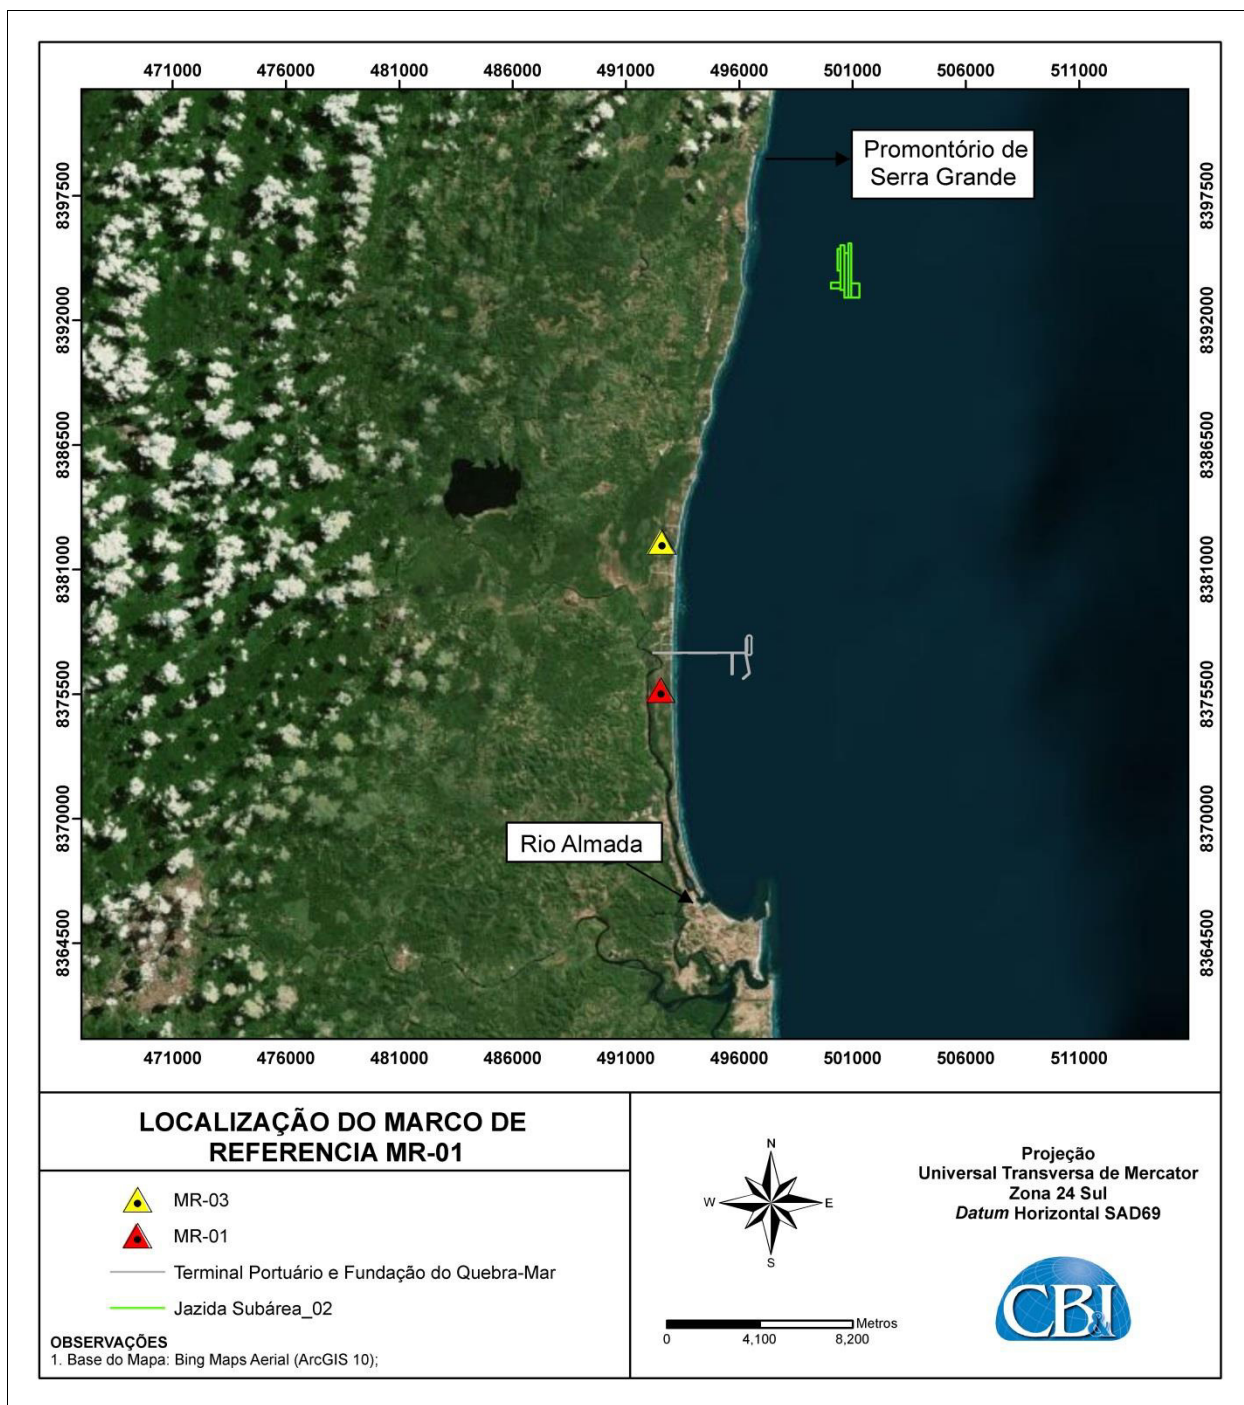 471000 476000 481000 486000 491000 496000 501000 506000 511000
Promontório de
Serra Grande
8397500 8397500
8392000 8392000
8386500 8386500
8381000 8381000
8375500 8375500
8370000 8370000
Rio Almada
8364500 8364500
471000 476000 481000 486000 491000 496000 501000 506000 511000
LOCALIZAÇÃO DO MARCO DE
REFERENCIA MR-01
MR-03
MR-01
Terminal Portuário e Fundação do Quebra-Mar
Jazida Subárea_02
OBSERVAÇÕES
1. Base do Mapa: Bing Maps Aerial (ArcGIS 10);
N
W E
S
Metros
0 4,100 8,200
Projeção
Universal Transversa de Mercator
Zona 24 Sul
Datum Horizontal SAD69
CB&I